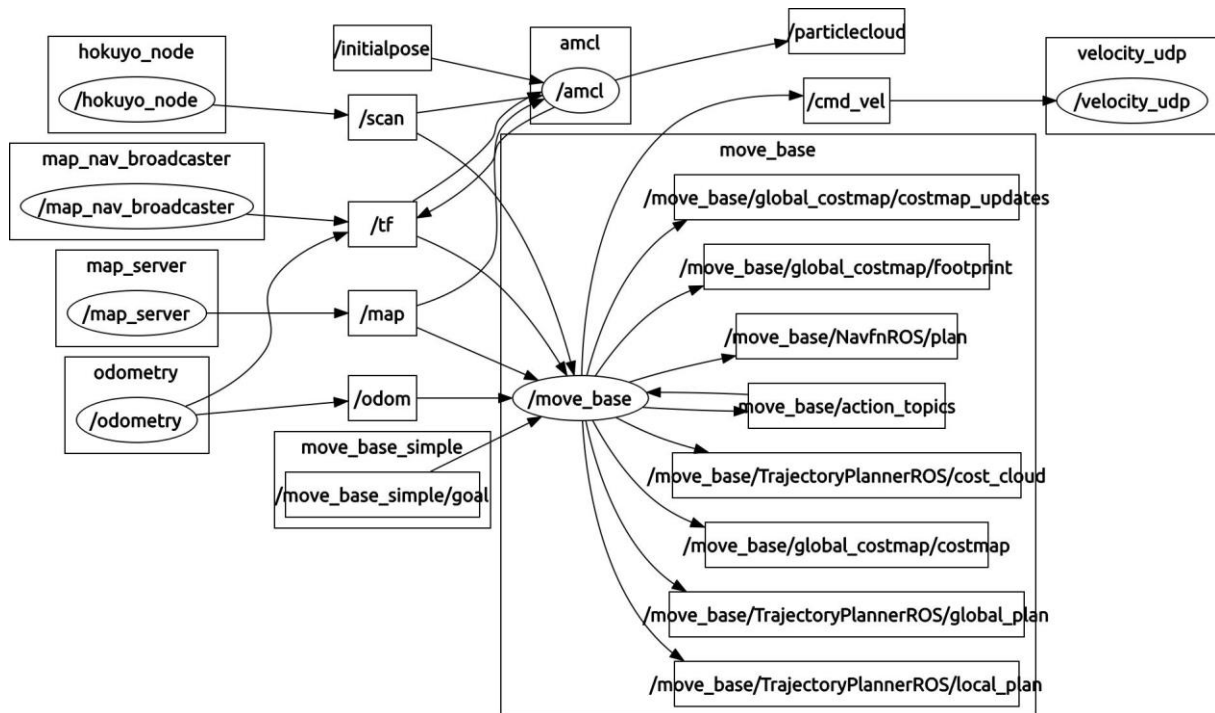 hokuyo_node
/hokuyo_node
map_nav_broadcaster
/map_nav_broadcaster
map_server
/map_server
odometry
/odometry
/initialpose
/scan
/tf
/map
/odom
move_base_simple
/move_base_simple/goal
amcl
/amcl
/particlecloud
/cmd_vel
velocity_udp
/velocity_udp
move_base
/move_base
/move_base/global_costmap/costmap_updates
/move_base/global_costmap/footprint
/move_base/NavfnROS/plan
move_base/action_topics
/move_base/TrajectoryPlannerROS/cost_cloud
/move_base/global_costmap/costmap
/move_base/TrajectoryPlannerROS/global_plan
/move_base/TrajectoryPlannerROS/local_plan